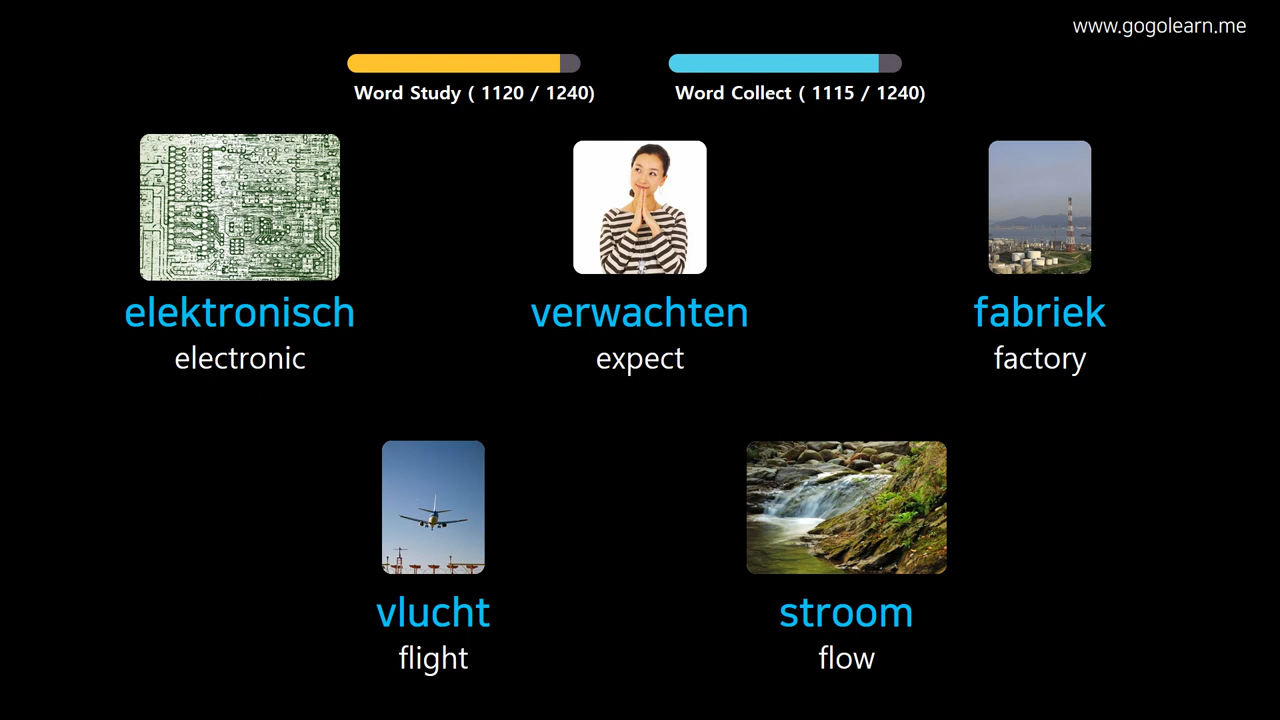 www.gogolearn.me
Word Study ( 1120 / 1240)
Word Collect ( 1115 / 1240)
elektronisch
electronic
verwachten
expect
fabriek
factory
vlucht
flight
stroom
flow